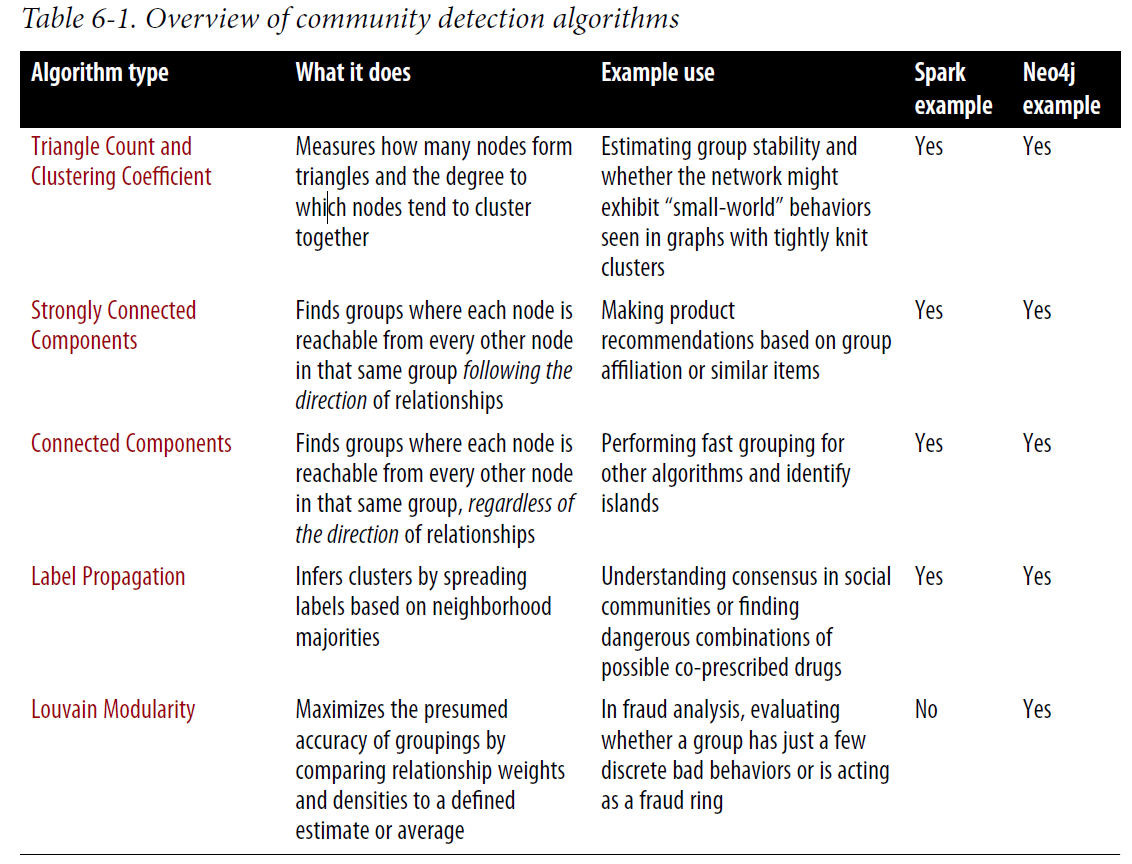 Table 6-1. Overview of community detection algorithms
Algorithm type
What it does
Example use
Spark
example
Neo4j
example
Triangle Count and
Clustering Coefficient
Measures how many nodes form
triangles and the degree to
which nodes tend to cluster
together
Estimating group stability and
whether the network might
exhibit “small-world” behaviors
seen in graphs with tightly knit
clusters
Yes
Yes
Strongly Connected
Components
Finds groups where each node is
reachable from every other node
in that same group following the
direction of relationships
Making product
recommendations based on group
affiliation or similar items
Yes
Yes
Connected Components
Finds groups where each node is
reachable from every other node
in that same group, regardless of
the direction of relationships
Performing fast grouping for
other algorithms and identify
islands
Yes
Yes
Label Propagation
Infers clusters by spreading
labels based on neighborhood
majorities
Understanding consensus in social
communities or finding
dangerous combinations of
possible co-prescribed drugs
Yes
Yes
Louvain Modularity
Maximizes the presumed
accuracy of groupings by
comparing relationship weights
and densities to a defined
estimate or average
In fraud analysis, evaluating
whether a group has just a few
discrete bad behaviors or is acting
as a fraud ring
No
Yes